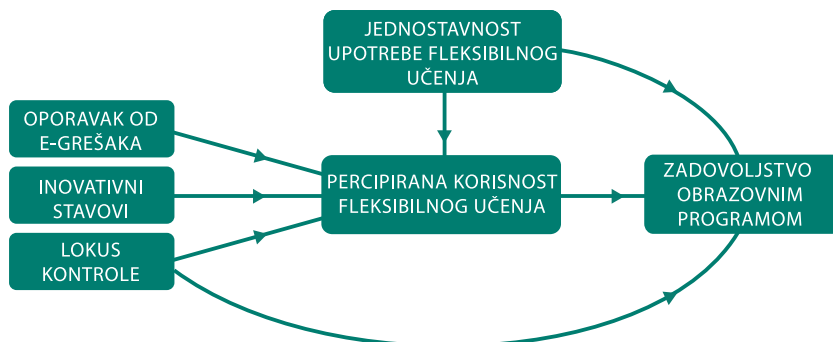 JEDNOSTAVNOST
UPOTREBE FLEKSIBILNOG
UČENJA
OPORAVAK OD
E-GREŠAKA
INOVATIVNI
STAVOVI
LOKUS
KONTROLE
PERCIPIRANA KORISNOST
FLEKSIBILNOG UČENJA
ZADOVOLJSTVO
OBRAZOVNIM
PROGRAMOM